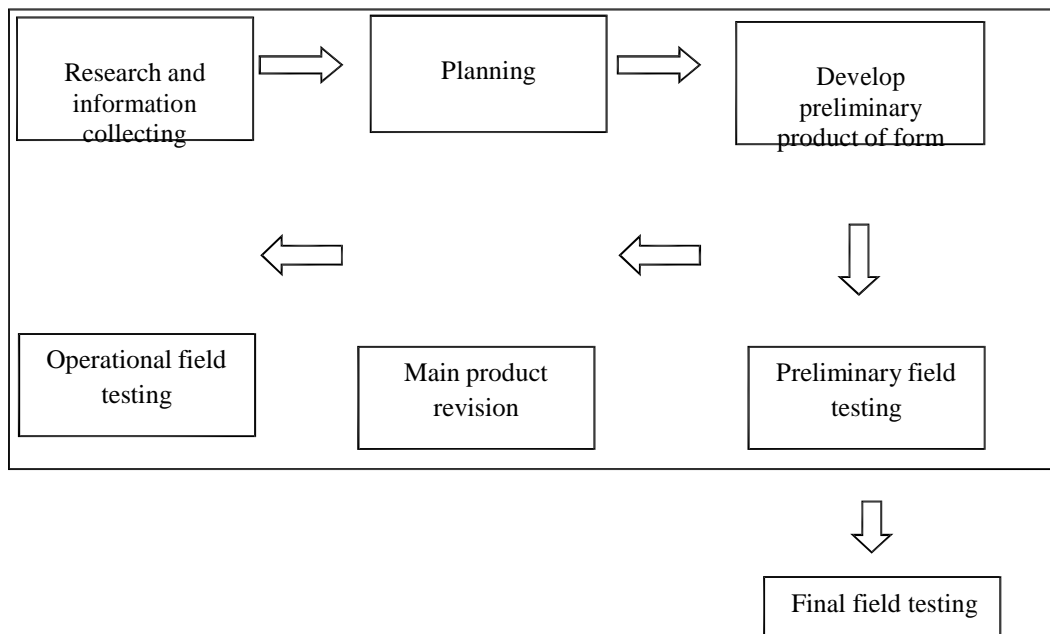 Research and
information
collecting
Planning
Develop
preliminary
product of form
Operational field
testing
Main product
revision
Preliminary field
testing
Final field testing